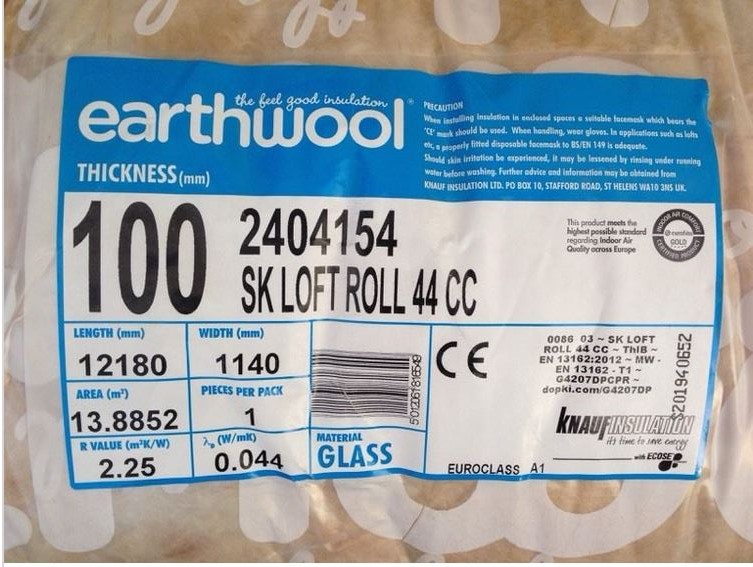 the feel good insulation
earthwool
THICKNESS (mm)
PRECAUTION
When installing insulation in enclosed spaces a suitable facemask which bears the
'CE' mark should be used. When handling, wear gloves. In applications such as lofts
etc, a properly fitted disposable facemask to BS/EN 149 is adequate.
Should skin irritation be experienced, it may be lessened by rinsing under running
water before washing. Further advice and information may be obtained from
KNAUF INSULATION LTD. PO BOX 10, STAFFORD ROAD, ST HELENS WA10 3NS UK.
100
2404154
SK LOFT ROLL 44 CC
This product meets the
highest possible standard
regarding Indoor Air
Quality across Europe
INDOOR AIR COMFORT
eurofins
GOLD
CERTIFIED PRODUCT
LENGTH (mm)
12180
WIDTH (mm)
1140
AREA (m²)
13.8852
PIECES PER PACK
1
R VALUE (m²K/W)
2.25
λD (W/mK)
0.044
5012061816549
MATERIAL
GLASS
CE
EUROCLASS A1
0086 03 ~ SK LOFT
ROLL 44 CC ~ ThIB ~
EN 13162:2012 ~ MW -
EN 13162 - T1 ~
G4207DPCPR ~
dopki.com/G4207DP
S201940652
KNAUFINSULATION
it's time to save energy
with ECOSE